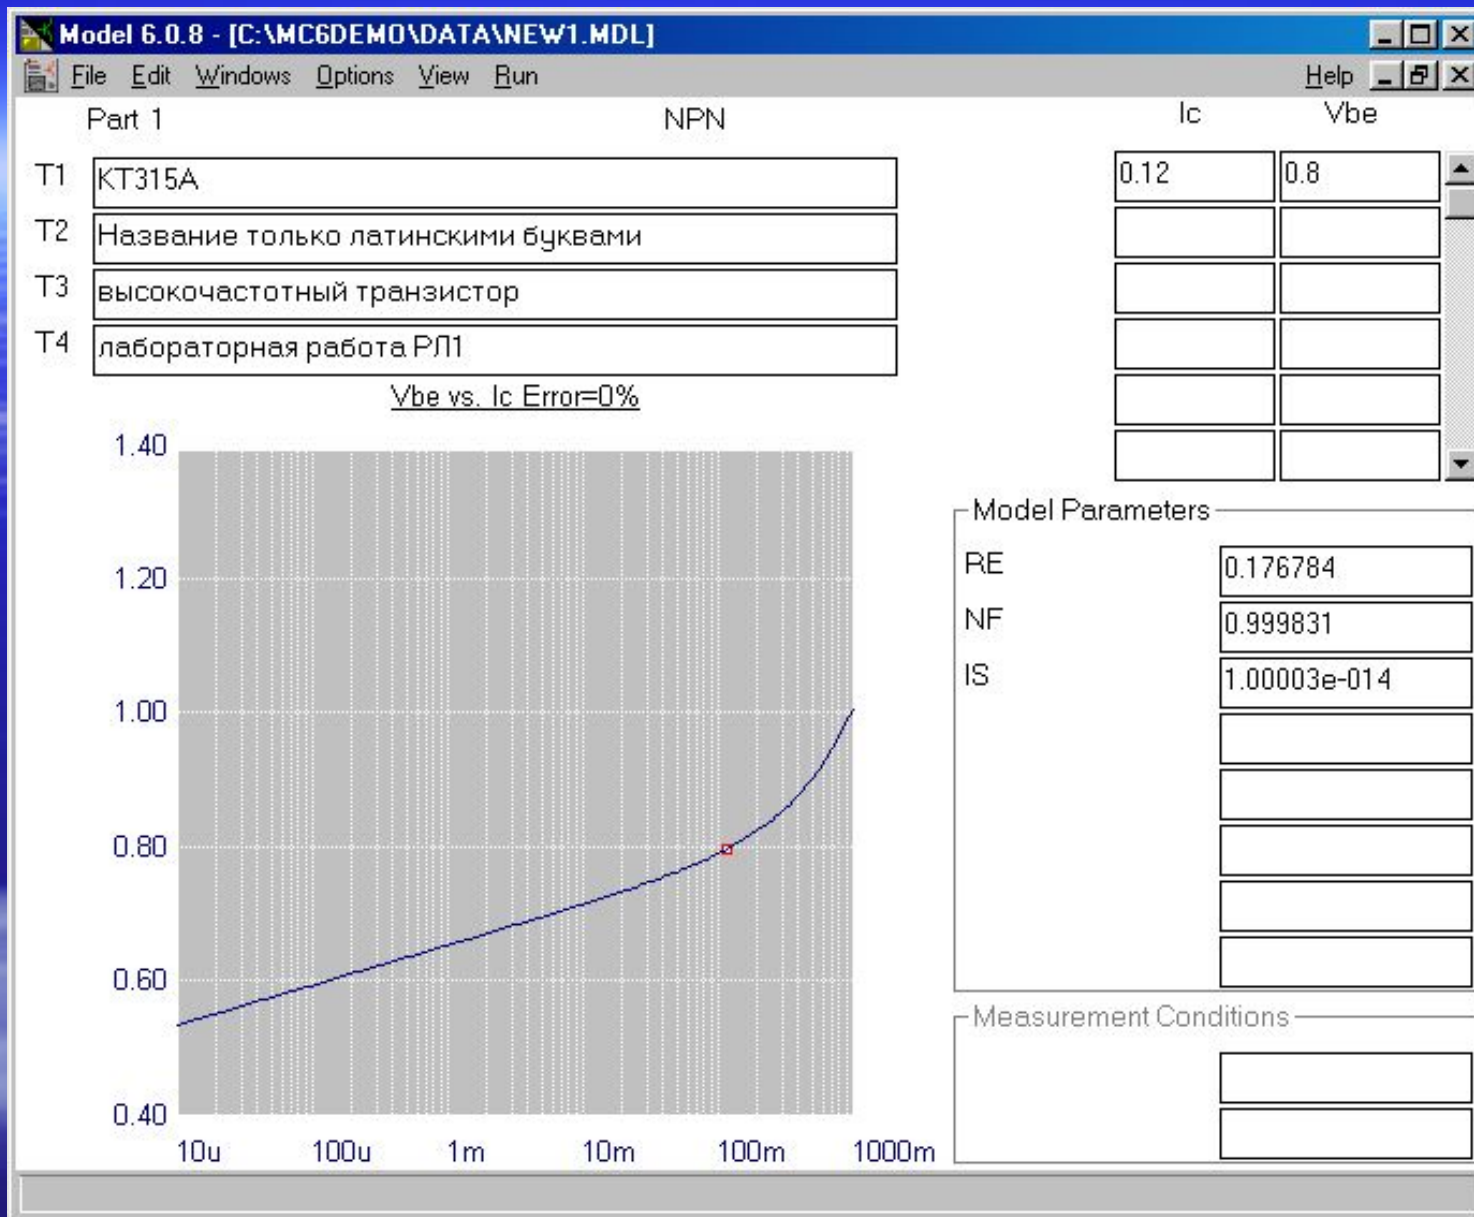 Model 6.0.8 - [C:\MC6DEMO\DATA\NEW1.MDL]
File Edit Windows Options View Run Help
Part 1 NPN Ic Vbe
T1 KT315A 0.12 0.8
T2 Название только латинскими буквами
T3 высокочастотный транзистор
T4 лабораторная работа РЛ1
Vbe vs. Ic Error=0%
1.40
1.20
1.00
0.80
0.60
0.40
10u 100u 1m 10m 100m 1000m
Model Parameters
RE 0.176784
NF 0.999831
IS 1.00003e-014
Measurement Conditions